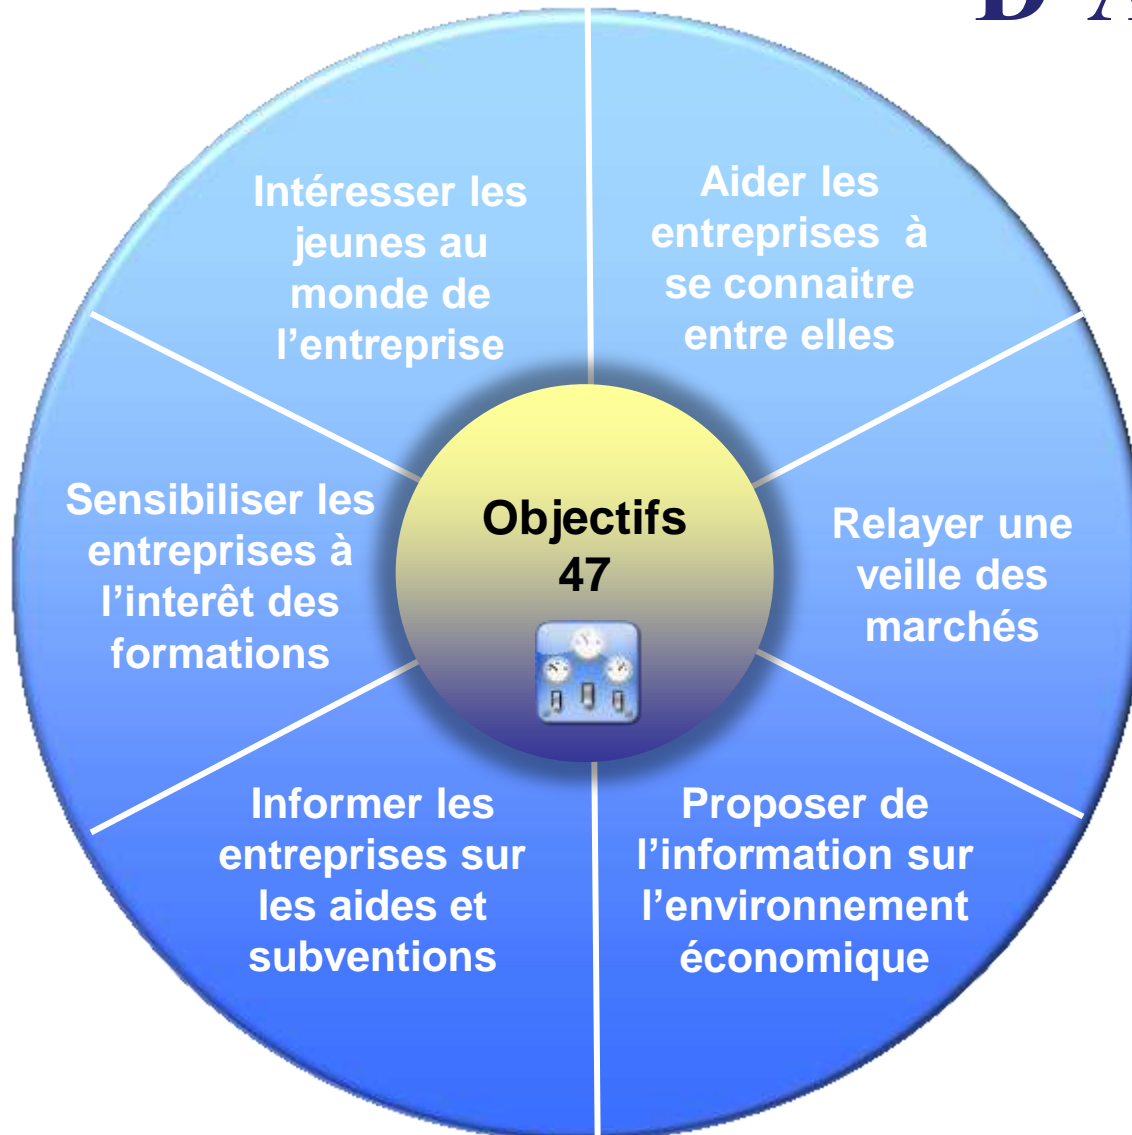 D'A
Intéresser les
jeunes au
monde de
l’entreprise
Aider les
entreprises à
se connaitre
entre elles
Sensibiliser les
entreprises à
l’interêt des
formations
Objectifs
47
Relayer une
veille des
marchés
Informer les
entreprises sur
les aides et
subventions
Proposer de
l’information sur
l’environnement
économique